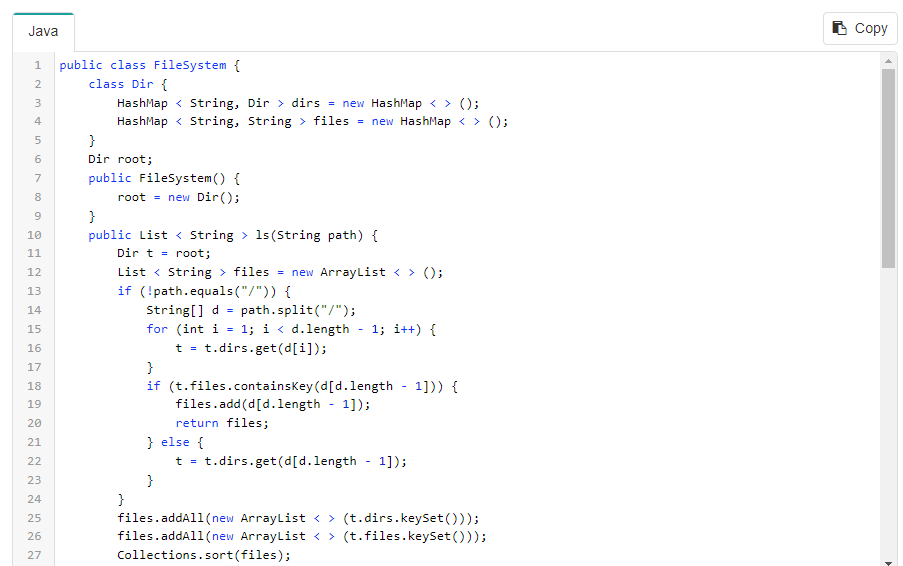 Java
Copy
1 public class FileSystem {
2 class Dir {
3 HashMap < String, Dir > dirs = new HashMap < > ();
4 HashMap < String, String > files = new HashMap < > ();
5 }
6 Dir root;
7 public FileSystem() {
8 root = new Dir();
9 }
10 public List < String > ls(String path) {
11 Dir t = root;
12 List < String > files = new ArrayList < > ();
13 if (!path.equals("/")) {
14 String[] d = path.split("/");
15 for (int i = 1; i < d.length - 1; i++) {
16 t = t.dirs.get(d[i]);
17 }
18 if (t.files.containsKey(d[d.length - 1])) {
19 files.add(d[d.length - 1]);
20 return files;
21 } else {
22 t = t.dirs.get(d[d.length - 1]);
23 }
24 }
25 files.addAll(new ArrayList < > (t.dirs.keySet()));
26 files.addAll(new ArrayList < > (t.files.keySet()));
27 Collections.sort(files);